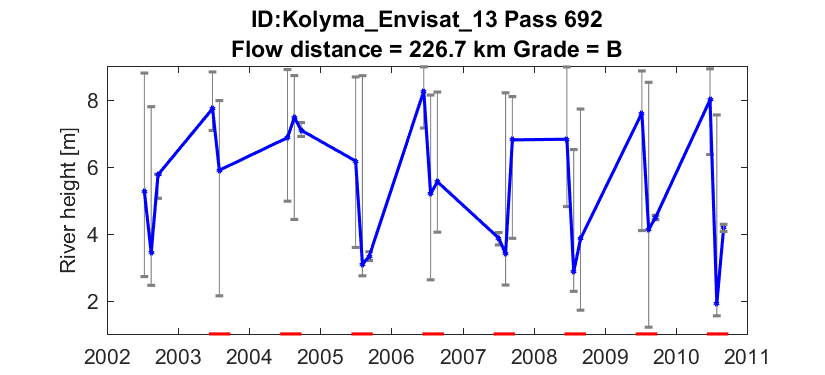 ID:Kolyma_Envisat_13 Pass 692
Flow distance = 226.7 km Grade = B
River height [m]
8
6
4
2
2002 2003 2004 2005 2006 2007 2008 2009 2010 2011